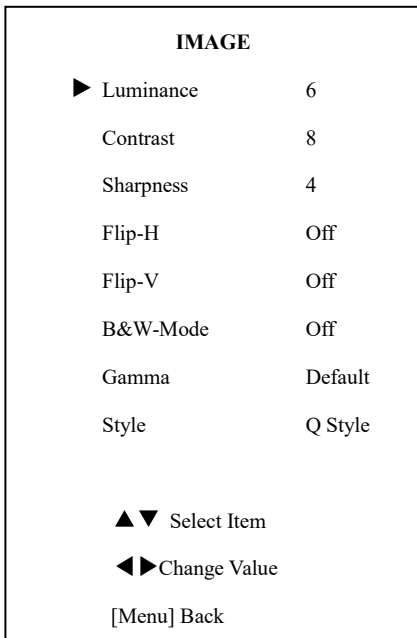 IMAGE
▶ Luminance 6
Contrast 8
Sharpness 4
Flip-H Off
Flip-V Off
B&W-Mode Off
Gamma Default
Style Q Style
▲▼ Select Item
◀▶Change Value
[Menu] Back